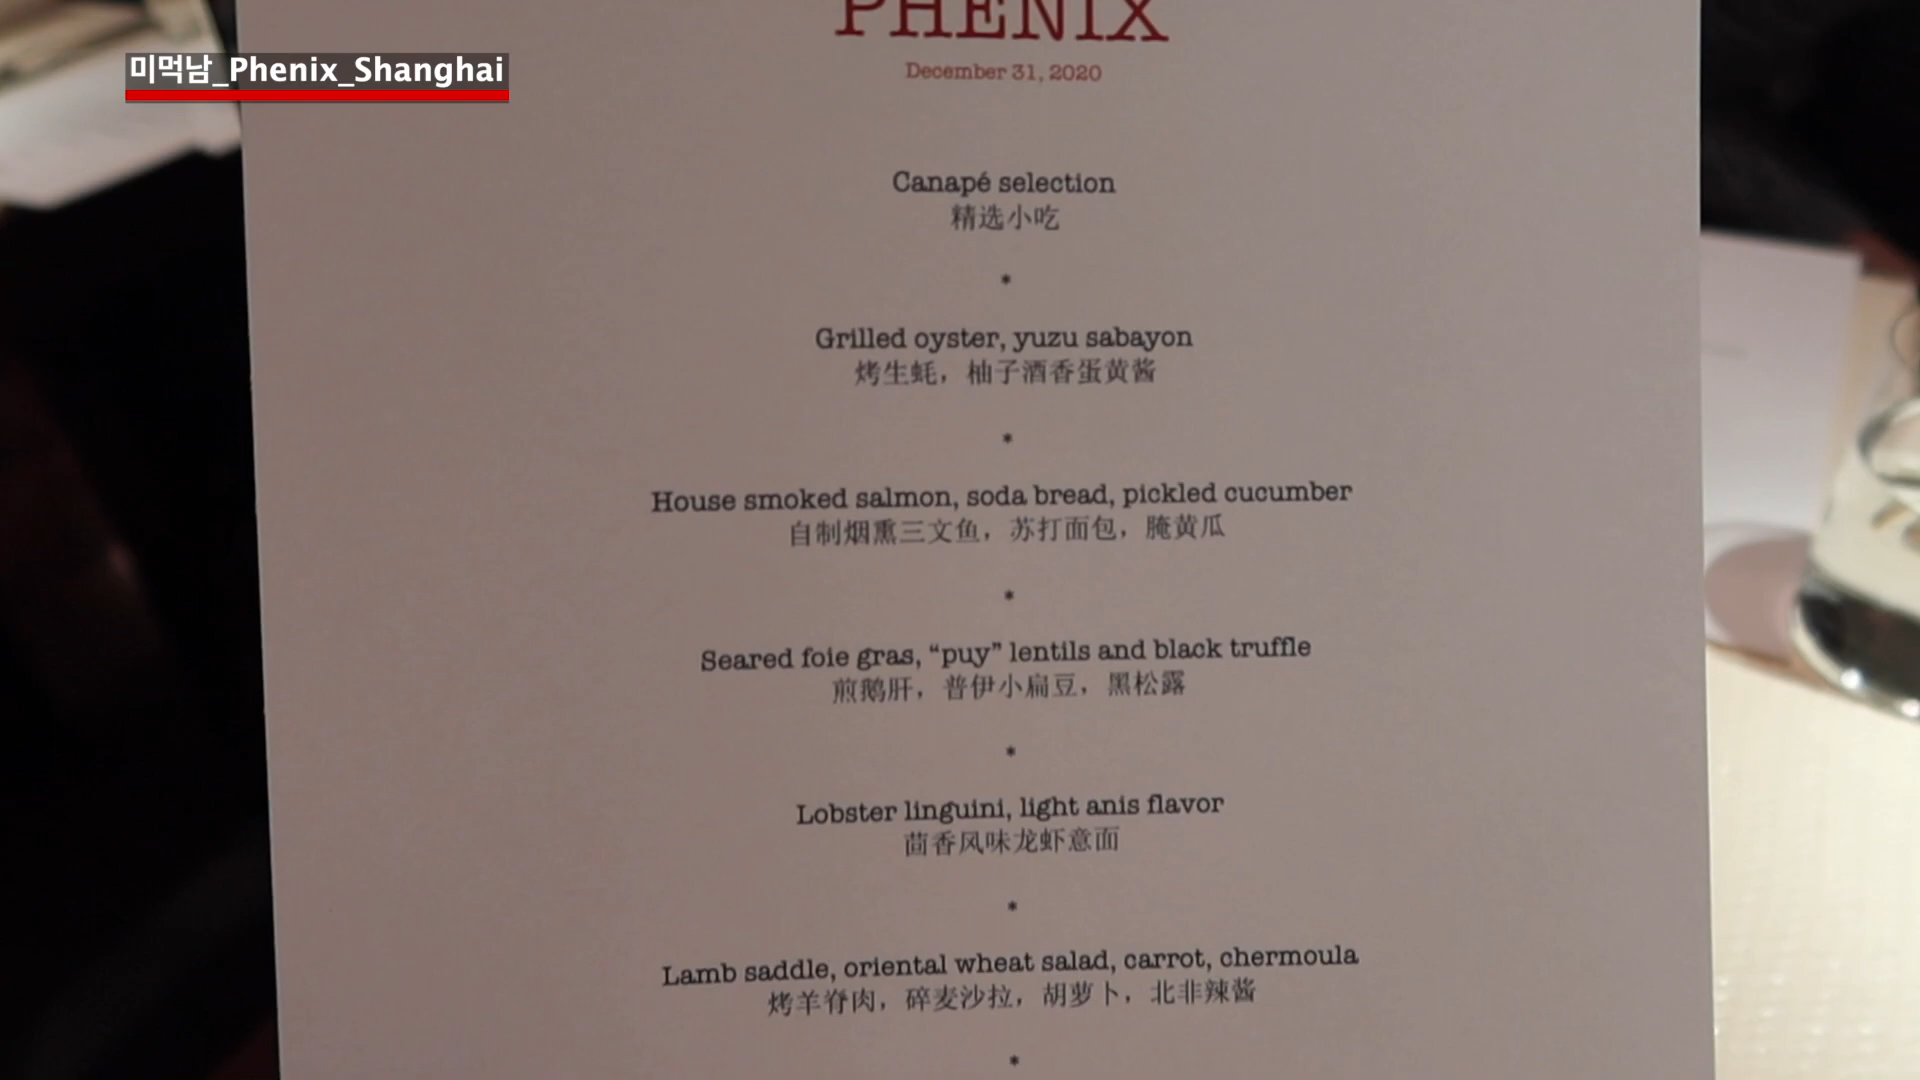 PHENIX
미먹남_Phenix_Shanghai
December 31, 2020
Canapé selection
精选小吃
*
Grilled oyster, yuzu sabayon
烤生蚝，柚子酒香蛋黄酱
*
House smoked salmon, soda bread, pickled cucumber
自制烟熏三文鱼，苏打面包，腌黄瓜
*
Seared foie gras, “puy” lentils and black truffle
煎鹅肝，普伊小扁豆，黑松露
*
Lobster linguini, light anis flavor
茴香风味龙虾意面
*
Lamb saddle, oriental wheat salad, carrot, chermoula
烤羊脊肉，碎麦沙拉，胡萝卜，北非辣酱
*